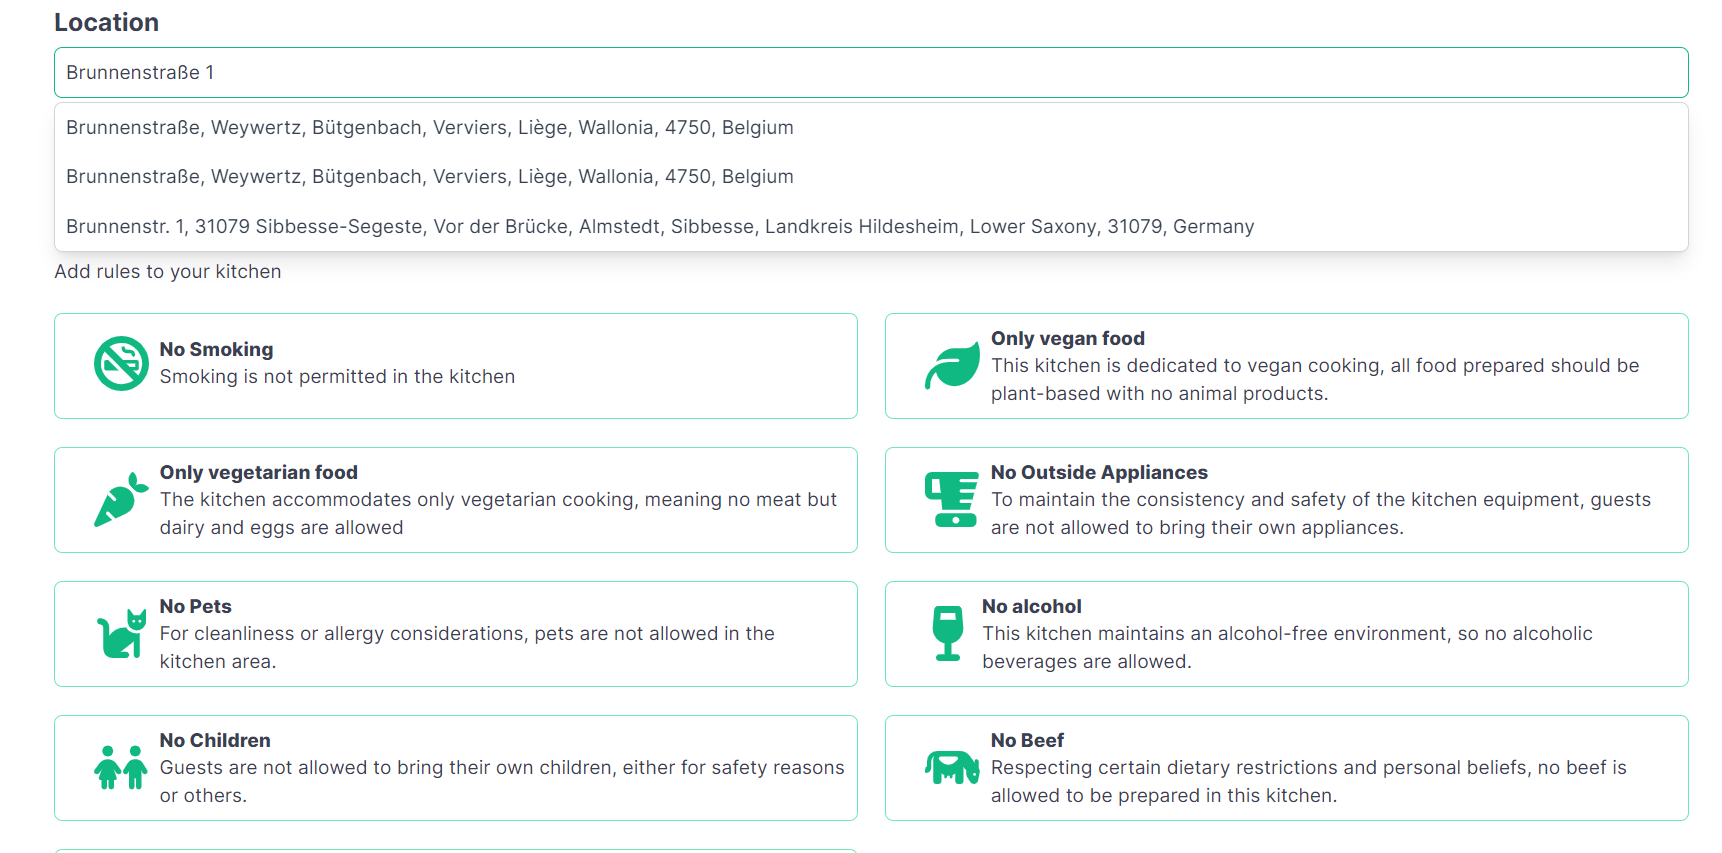 Location
Brunnenstraße 1
Brunnenstraße, Weywertz, Bütgenbach, Verviers, Liège, Wallonia, 4750, Belgium
Brunnenstraße, Weywertz, Bütgenbach, Verviers, Liège, Wallonia, 4750, Belgium
Brunnenstr. 1, 31079 Sibbesse-Segeste, Vor der Brücke, Almstedt, Sibbesse, Landkreis Hildesheim, Lower Saxony, 31079, Germany
Add rules to your kitchen
No Smoking
Smoking is not permitted in the kitchen
Only vegan food
This kitchen is dedicated to vegan cooking, all food prepared should be
plant-based with no animal products.
Only vegetarian food
The kitchen accommodates only vegetarian cooking, meaning no meat but
dairy and eggs are allowed
No Outside Appliances
To maintain the consistency and safety of the kitchen equipment, guests
are not allowed to bring their own appliances.
No Pets
For cleanliness or allergy considerations, pets are not allowed in the
kitchen area.
No alcohol
This kitchen maintains an alcohol-free environment, so no alcoholic
beverages are allowed.
No Children
Guests are not allowed to bring their own children, either for safety reasons
or others.
No Beef
Respecting certain dietary restrictions and personal beliefs, no beef is
allowed to be prepared in this kitchen.